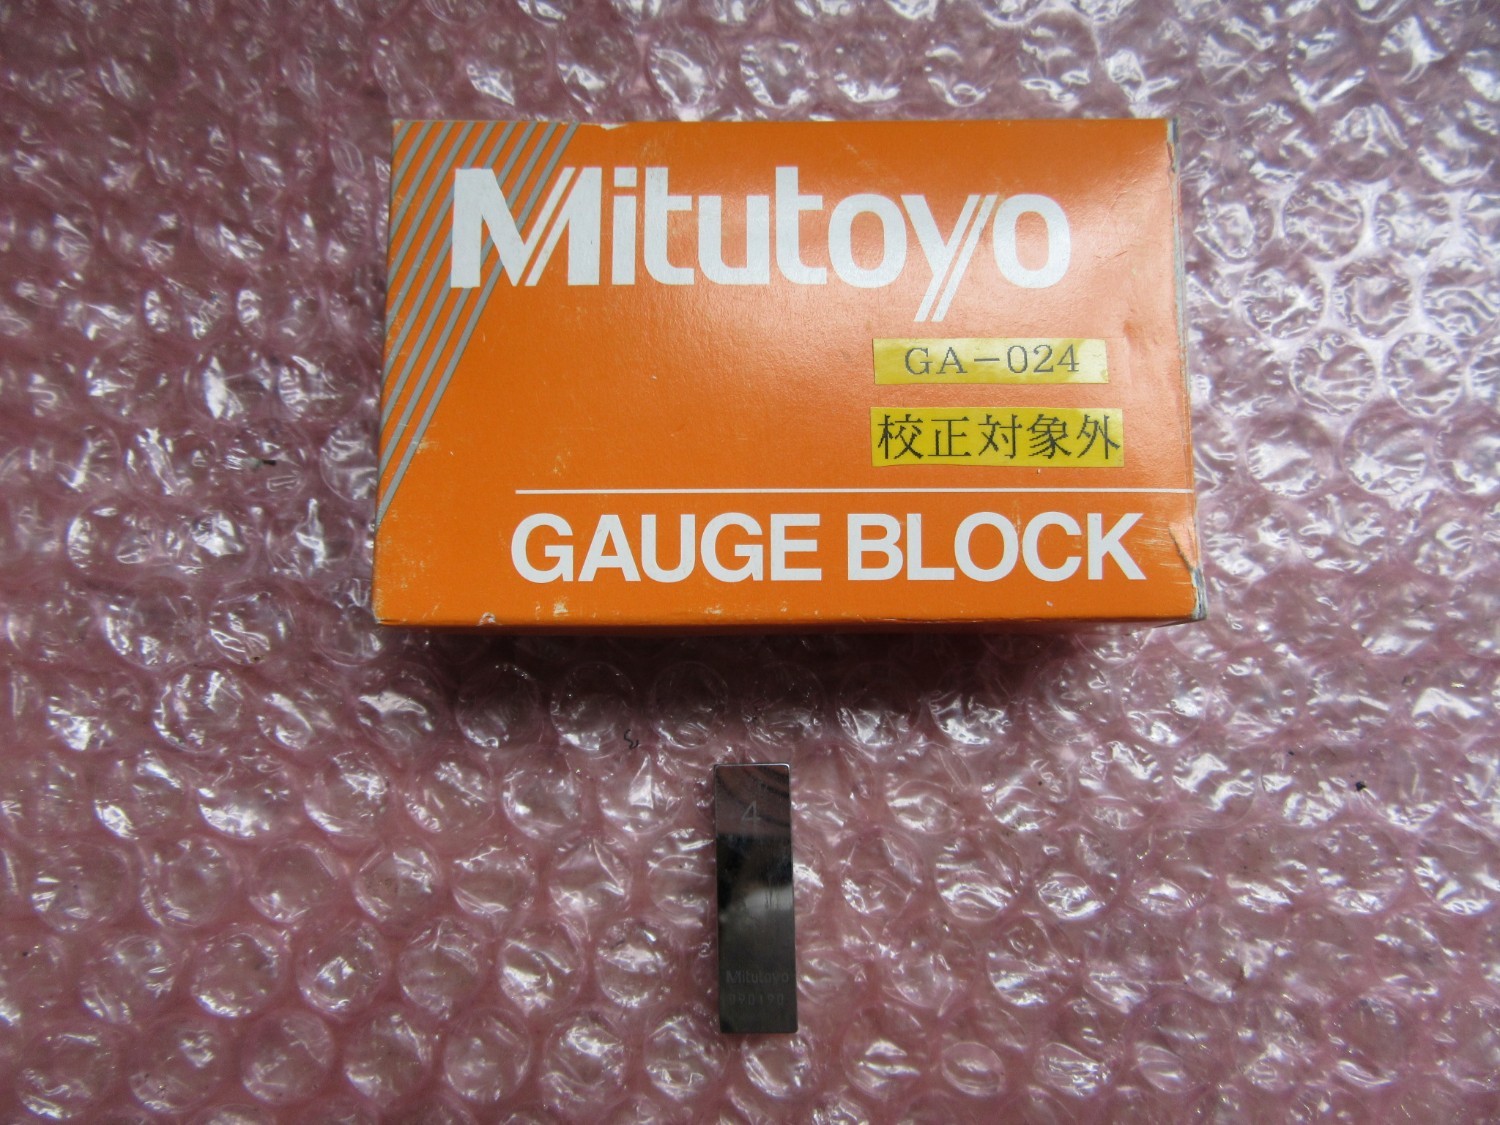 Mitutoyo
GA-024
校正対象外
GAUGE BLOCK
4
Mitutoyo